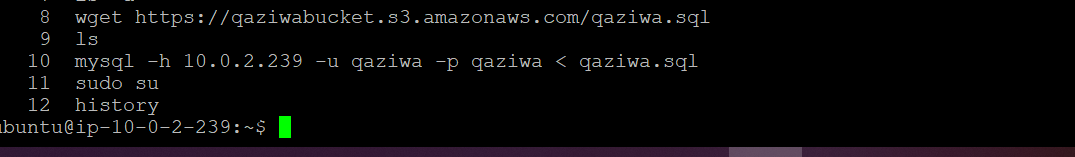 8  wget https://qaziwabucket.s3.amazonaws.com/qaziwa.sql
9  ls
10  mysql -h 10.0.2.239 -u qaziwa -p qaziwa < qaziwa.sql
11  sudo su
12  history
ubuntu@ip-10-0-2-239:~$